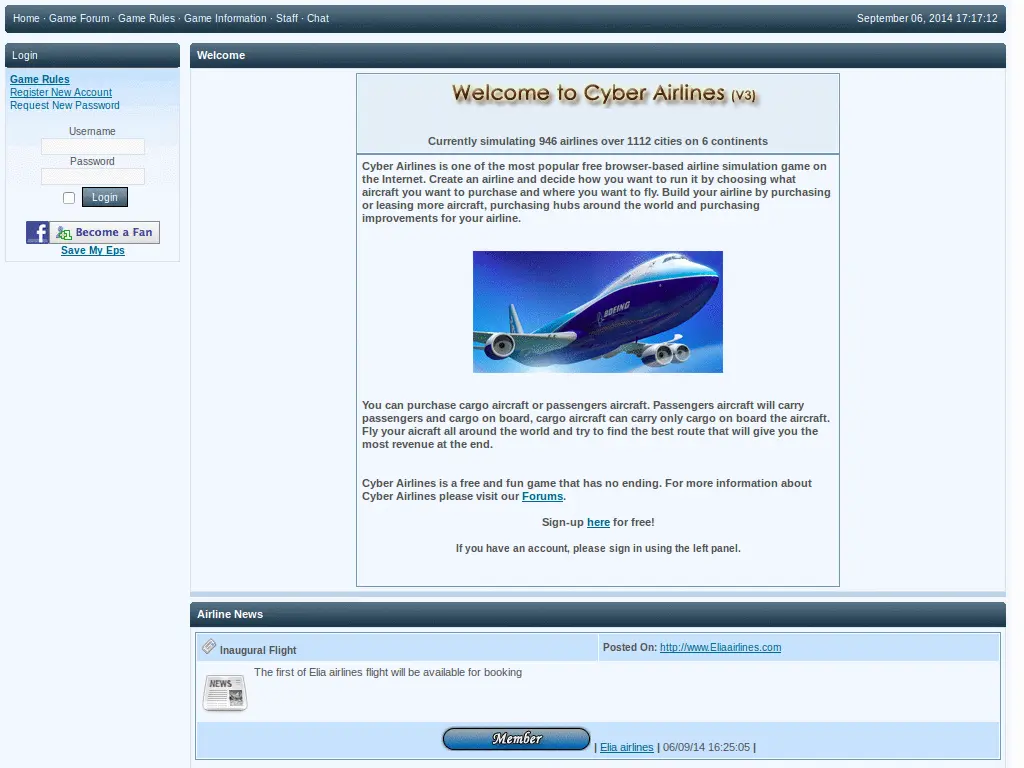 Home · Game Forum · Game Rules · Game Information · Staff · Chat
September 06, 2014 17:17:12
Login
Game Rules
Register New Account
Request New Password
Username
Password
Login
Become a Fan
Save My Eps
Welcome
Welcome to Cyber Airlines (V3)
Currently simulating 946 airlines over 1112 cities on 6 continents
Cyber Airlines is one of the most popular free browser-based airline simulation game on
the Internet. Create an airline and decide how you want to run it by choosing what
aircraft you want to purchase and where you want to fly. Build your airline by purchasing
or leasing more aircraft, purchasing hubs around the world and purchasing
improvements for your airline.
BOEING
You can purchase cargo aircraft or passengers aircraft. Passengers aircraft will carry
passengers and cargo on board, cargo aircraft can carry only cargo on board the aircraft.
Fly your aicraft all around the world and try to find the best route that will give you the
most revenue at the end.
Cyber Airlines is a free and fun game that has no ending. For more information about
Cyber Airlines please visit our Forums.
Sign-up here for free!
If you have an account, please sign in using the left panel.
Airline News
Inaugural Flight
Posted On: http://www.Eliaairlines.com
NEWS
The first of Elia airlines flight will be available for booking
Member | Elia airlines | 06/09/14 16:25:05 |